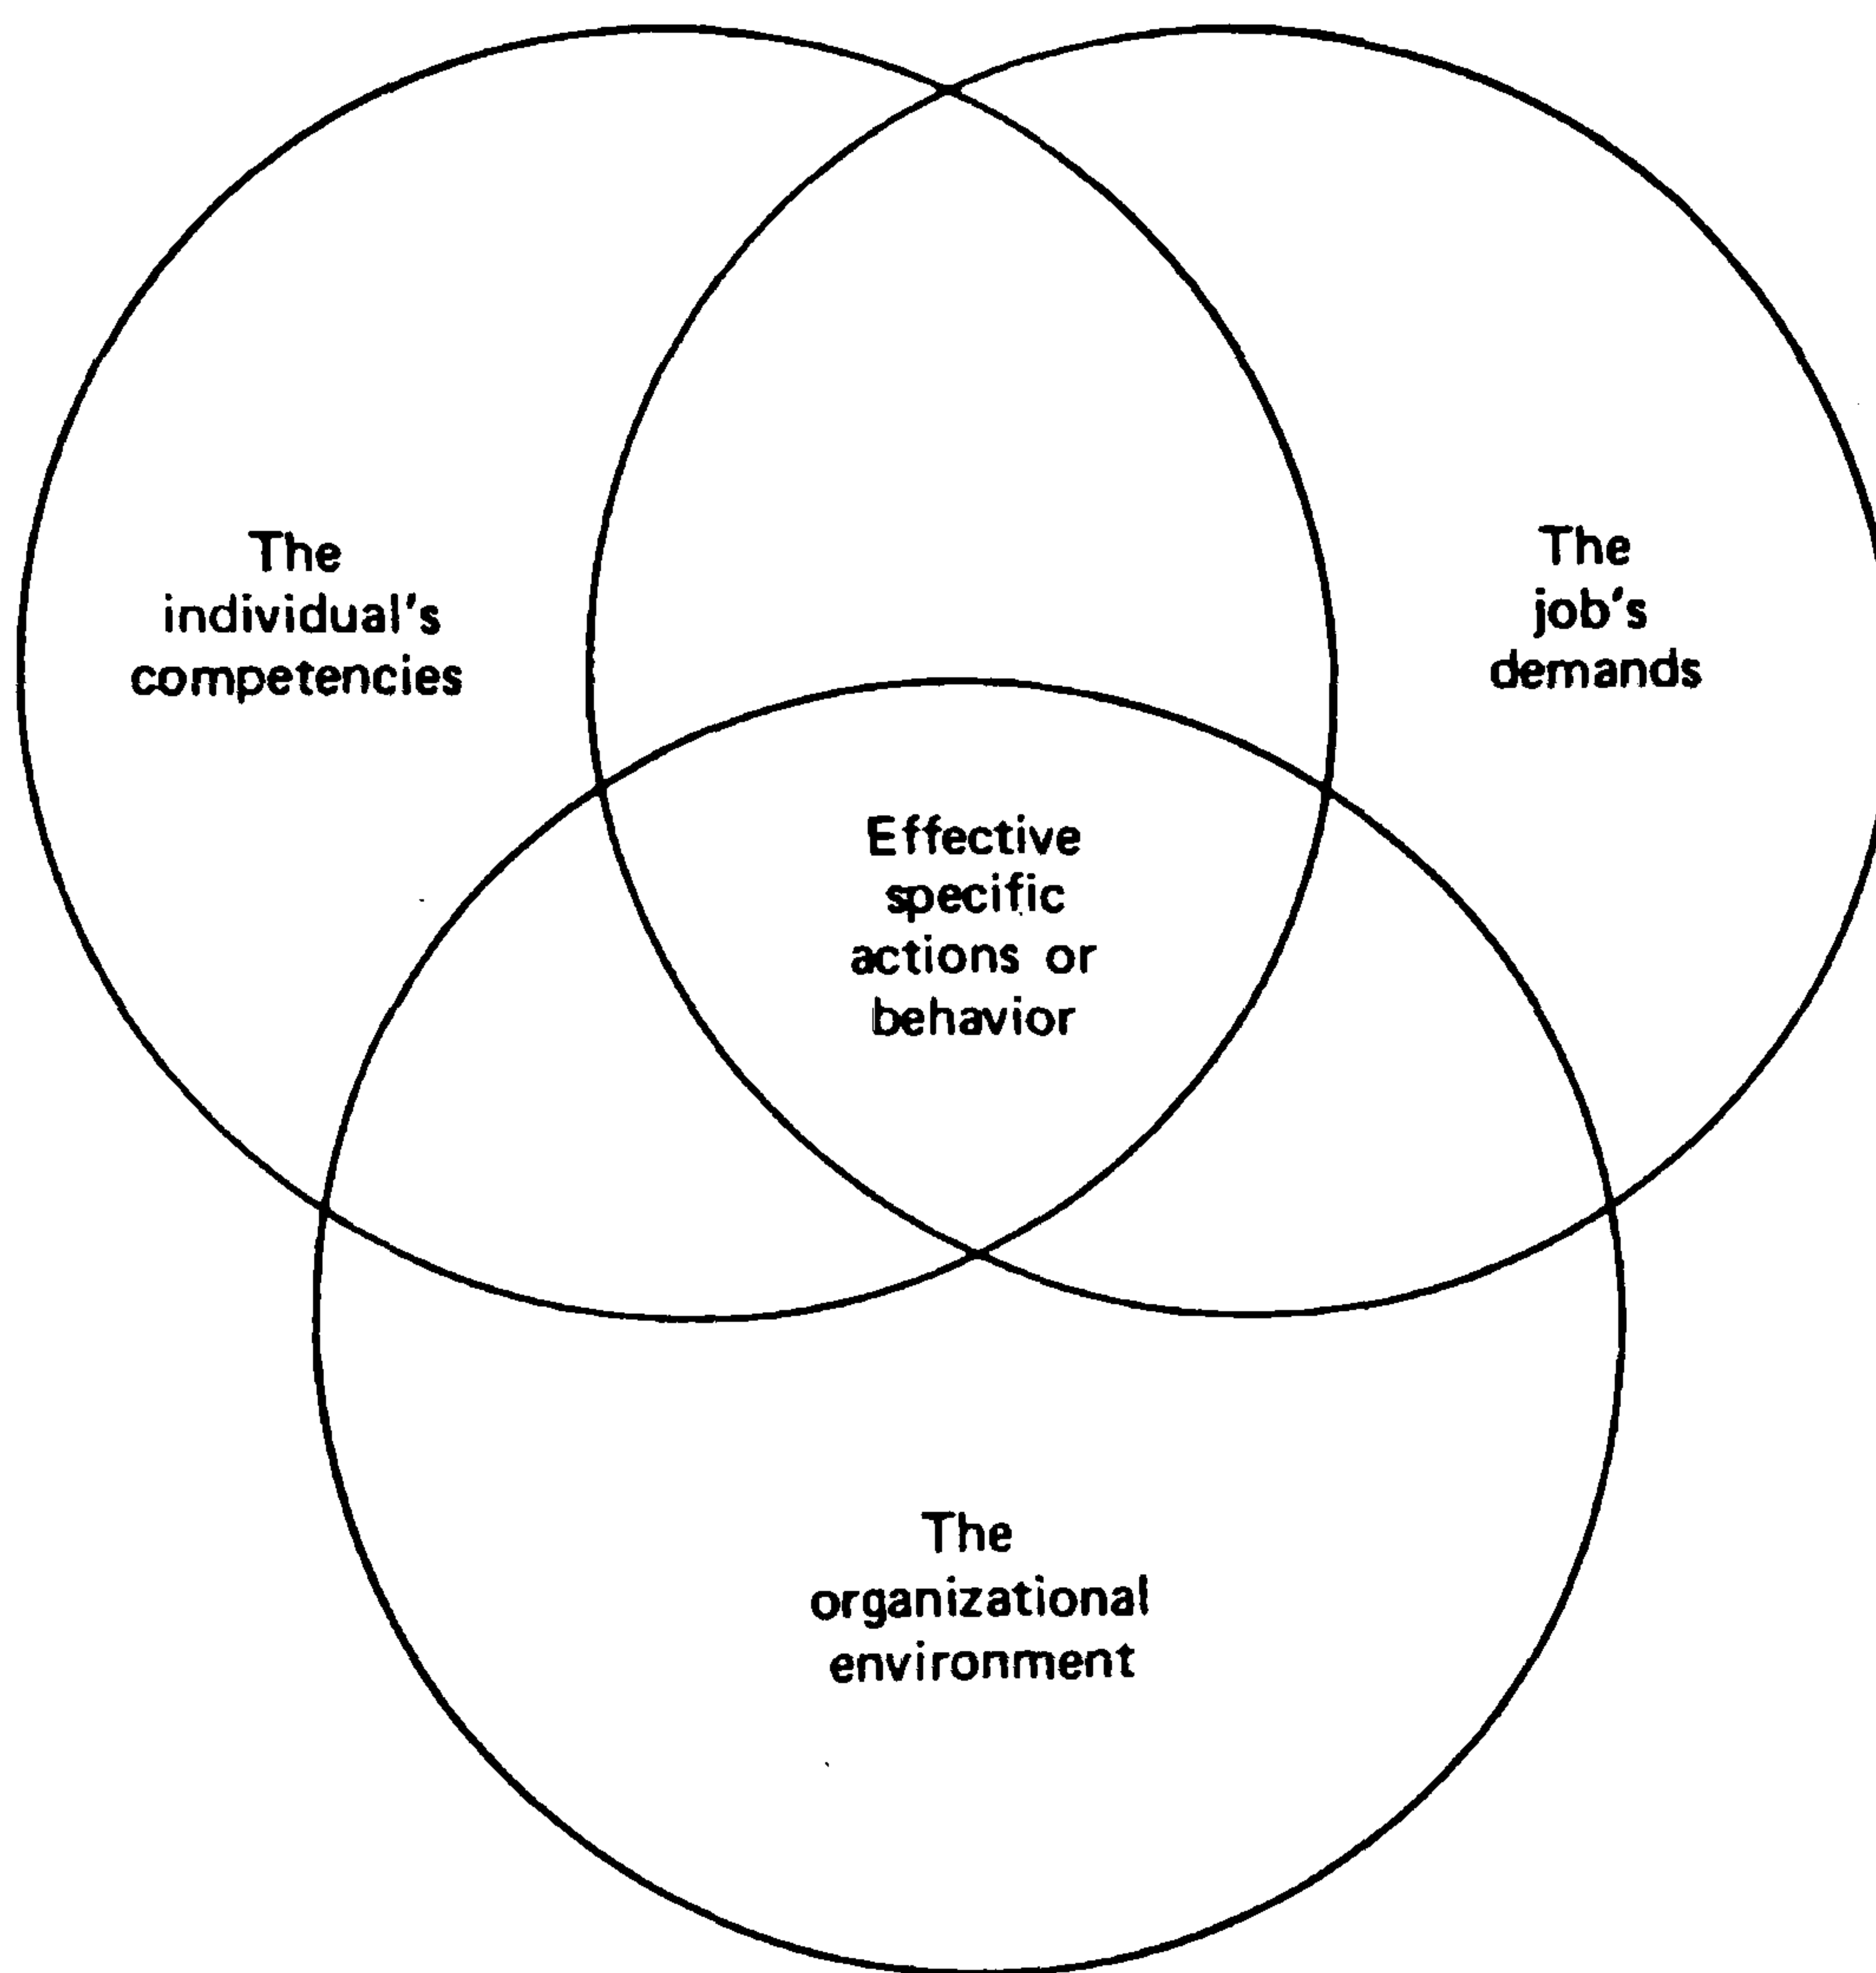 The
individual's
competencies
The
job's
demands
Effective
specific
actions or
behavior
The
organizational
environment